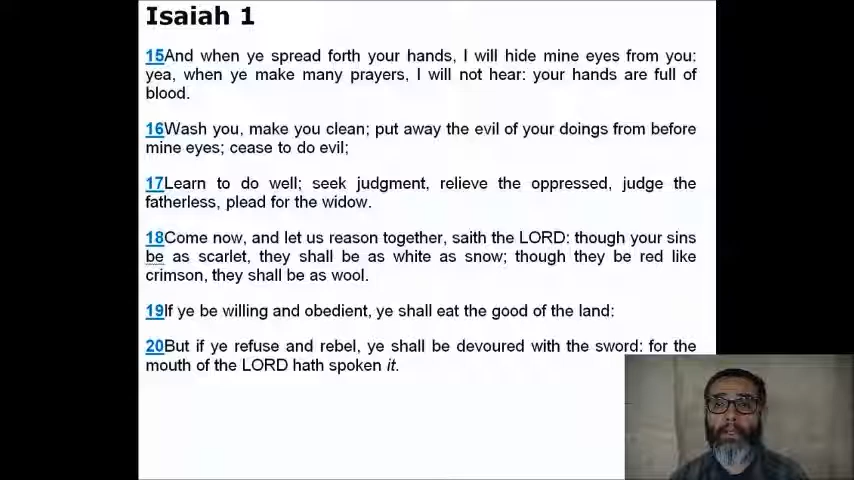 Isaiah 1
15And when ye spread forth your hands, I will hide mine eyes from you:
yea, when ye make many prayers, I will not hear: your hands are full of
blood.
16Wash you, make you clean; put away the evil of your doings from before
mine eyes; cease to do evil;
17Learn to do well; seek judgment, relieve the oppressed, judge the
fatherless, plead for the widow.
18Come now, and let us reason together, saith the LORD: though your sins
be as scarlet, they shall be as white as snow; though they be red like
crimson, they shall be as wool.
19If ye be willing and obedient, ye shall eat the good of the land:
20But if ye refuse and rebel, ye shall be devoured with the sword: for the
mouth of the LORD hath spoken it.